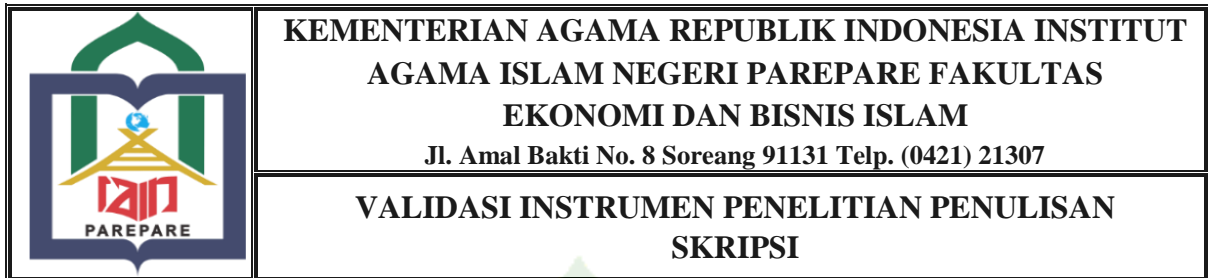 iain
PAREPARE
KEMENTERIAN AGAMA REPUBLIK INDONESIA INSTITUT
AGAMA ISLAM NEGERI PAREPARE FAKULTAS
EKONOMI DAN BISNIS ISLAM
Jl. Amal Bakti No. 8 Soreang 91131 Telp. (0421) 21307
VALIDASI INSTRUMEN PENELITIAN PENULISAN
SKRIPSI